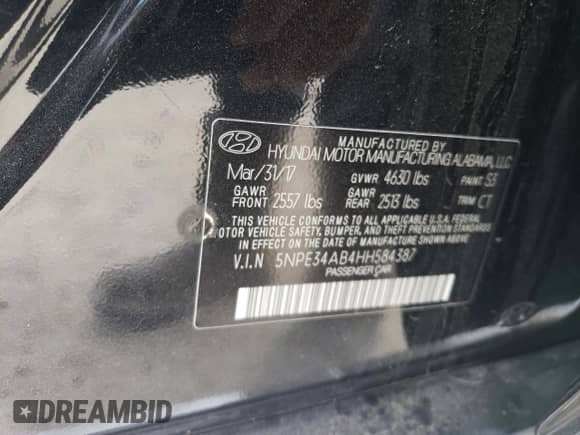 MANUFACTURED BY
HYUNDAI MOTOR MANUFACTURING ALABAMA, LLC
Mar/31/17 GVWR 4630 lbs PAINT S3
GAWR FRONT 2557 lbs GAWR REAR 2513 lbs TRIM CT
THIS VEHICLE CONFORMS TO ALL APPLICABLE U.S.A. FEDERAL
MOTOR VEHICLE SAFETY, BUMPER, AND THEFT PREVENTION STANDARDS
IN EFFECT ON THE DATE OF MANUFACTURE SHOWN ABOVE.
V.I.N 5NPE34AB4HH584387
PASSENGER CAR
DREAMBID